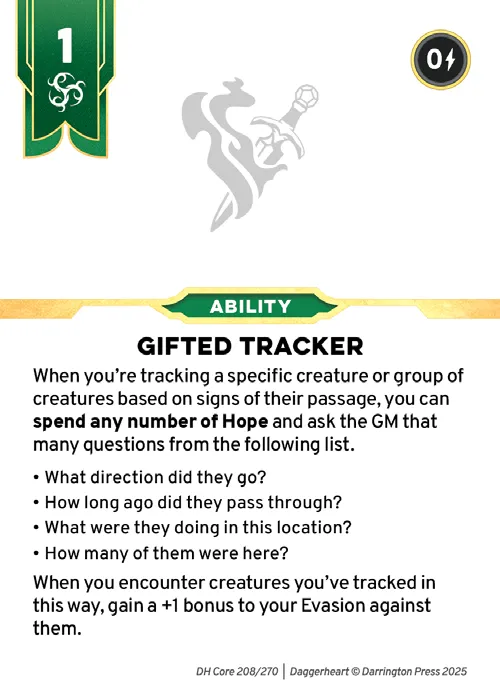 1
0
ABILITY
GIFTED TRACKER
When you’re tracking a specific creature or group of
creatures based on signs of their passage, you can
spend any number of Hope and ask the GM that
many questions from the following list.
• What direction did they go?
• How long ago did they pass through?
• What were they doing in this location?
• How many of them were here?
When you encounter creatures you’ve tracked in
this way, gain a +1 bonus to your Evasion against
them.
DH Core 208/270 | Daggerheart © Darrington Press 2025